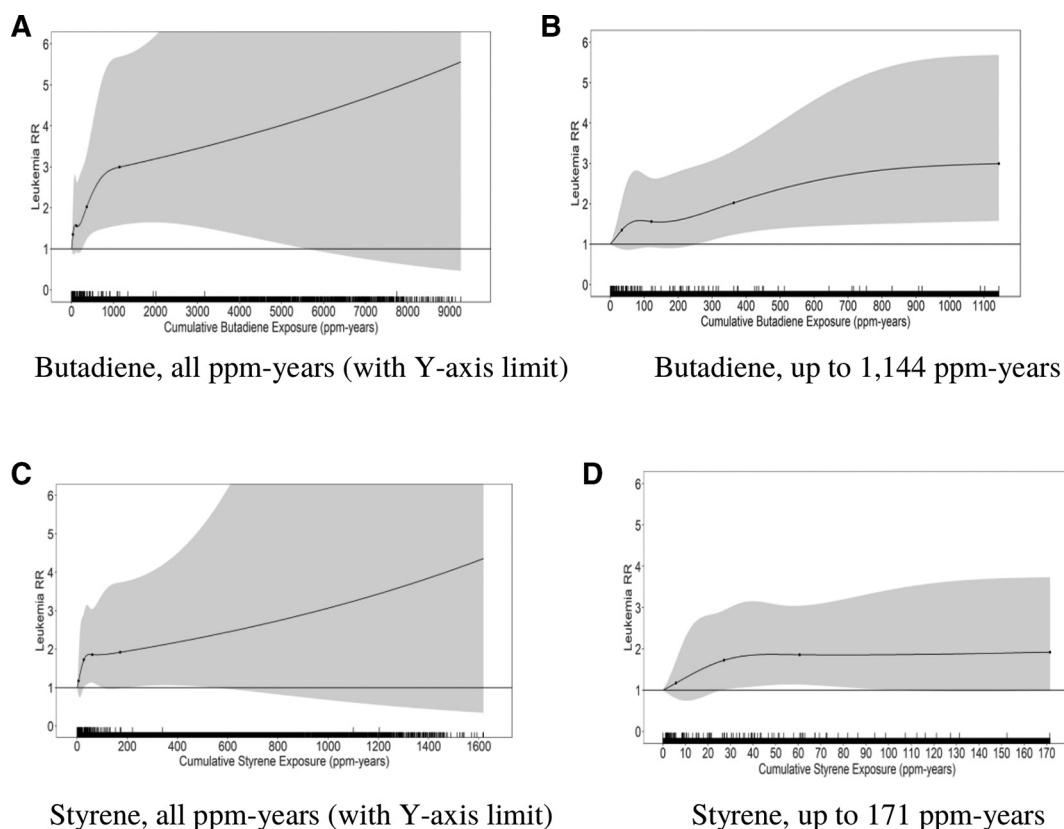 A
6
5
4
3
2
1
0
Leukemia RR
0 1000 2000 3000 4000 5000 6000 7000 8000 9000
Cumulative Butadiene Exposure (ppm-years)
Butadiene, all ppm-years (with Y-axis limit)
B
6
5
4
3
2
1
0
Leukemia RR
0 100 200 300 400 500 600 700 800 900 1100
Cumulative Butadiene Exposure (ppm-years)
Butadiene, up to 1,144 ppm-years
C
6
5
4
3
2
1
0
Leukemia RR
0 200 400 600 800 1000 1200 1400 1600
Cumulative Styrene Exposure (ppm-years)
Styrene, all ppm-years (with Y-axis limit)
D
6
5
4
3
2
1
0
Leukemia RR
0 10 20 30 40 50 60 70 80 90 100 110 120 130 140 150 160 170
Cumulative Styrene Exposure (ppm-years)
Styrene, up to 171 ppm-years